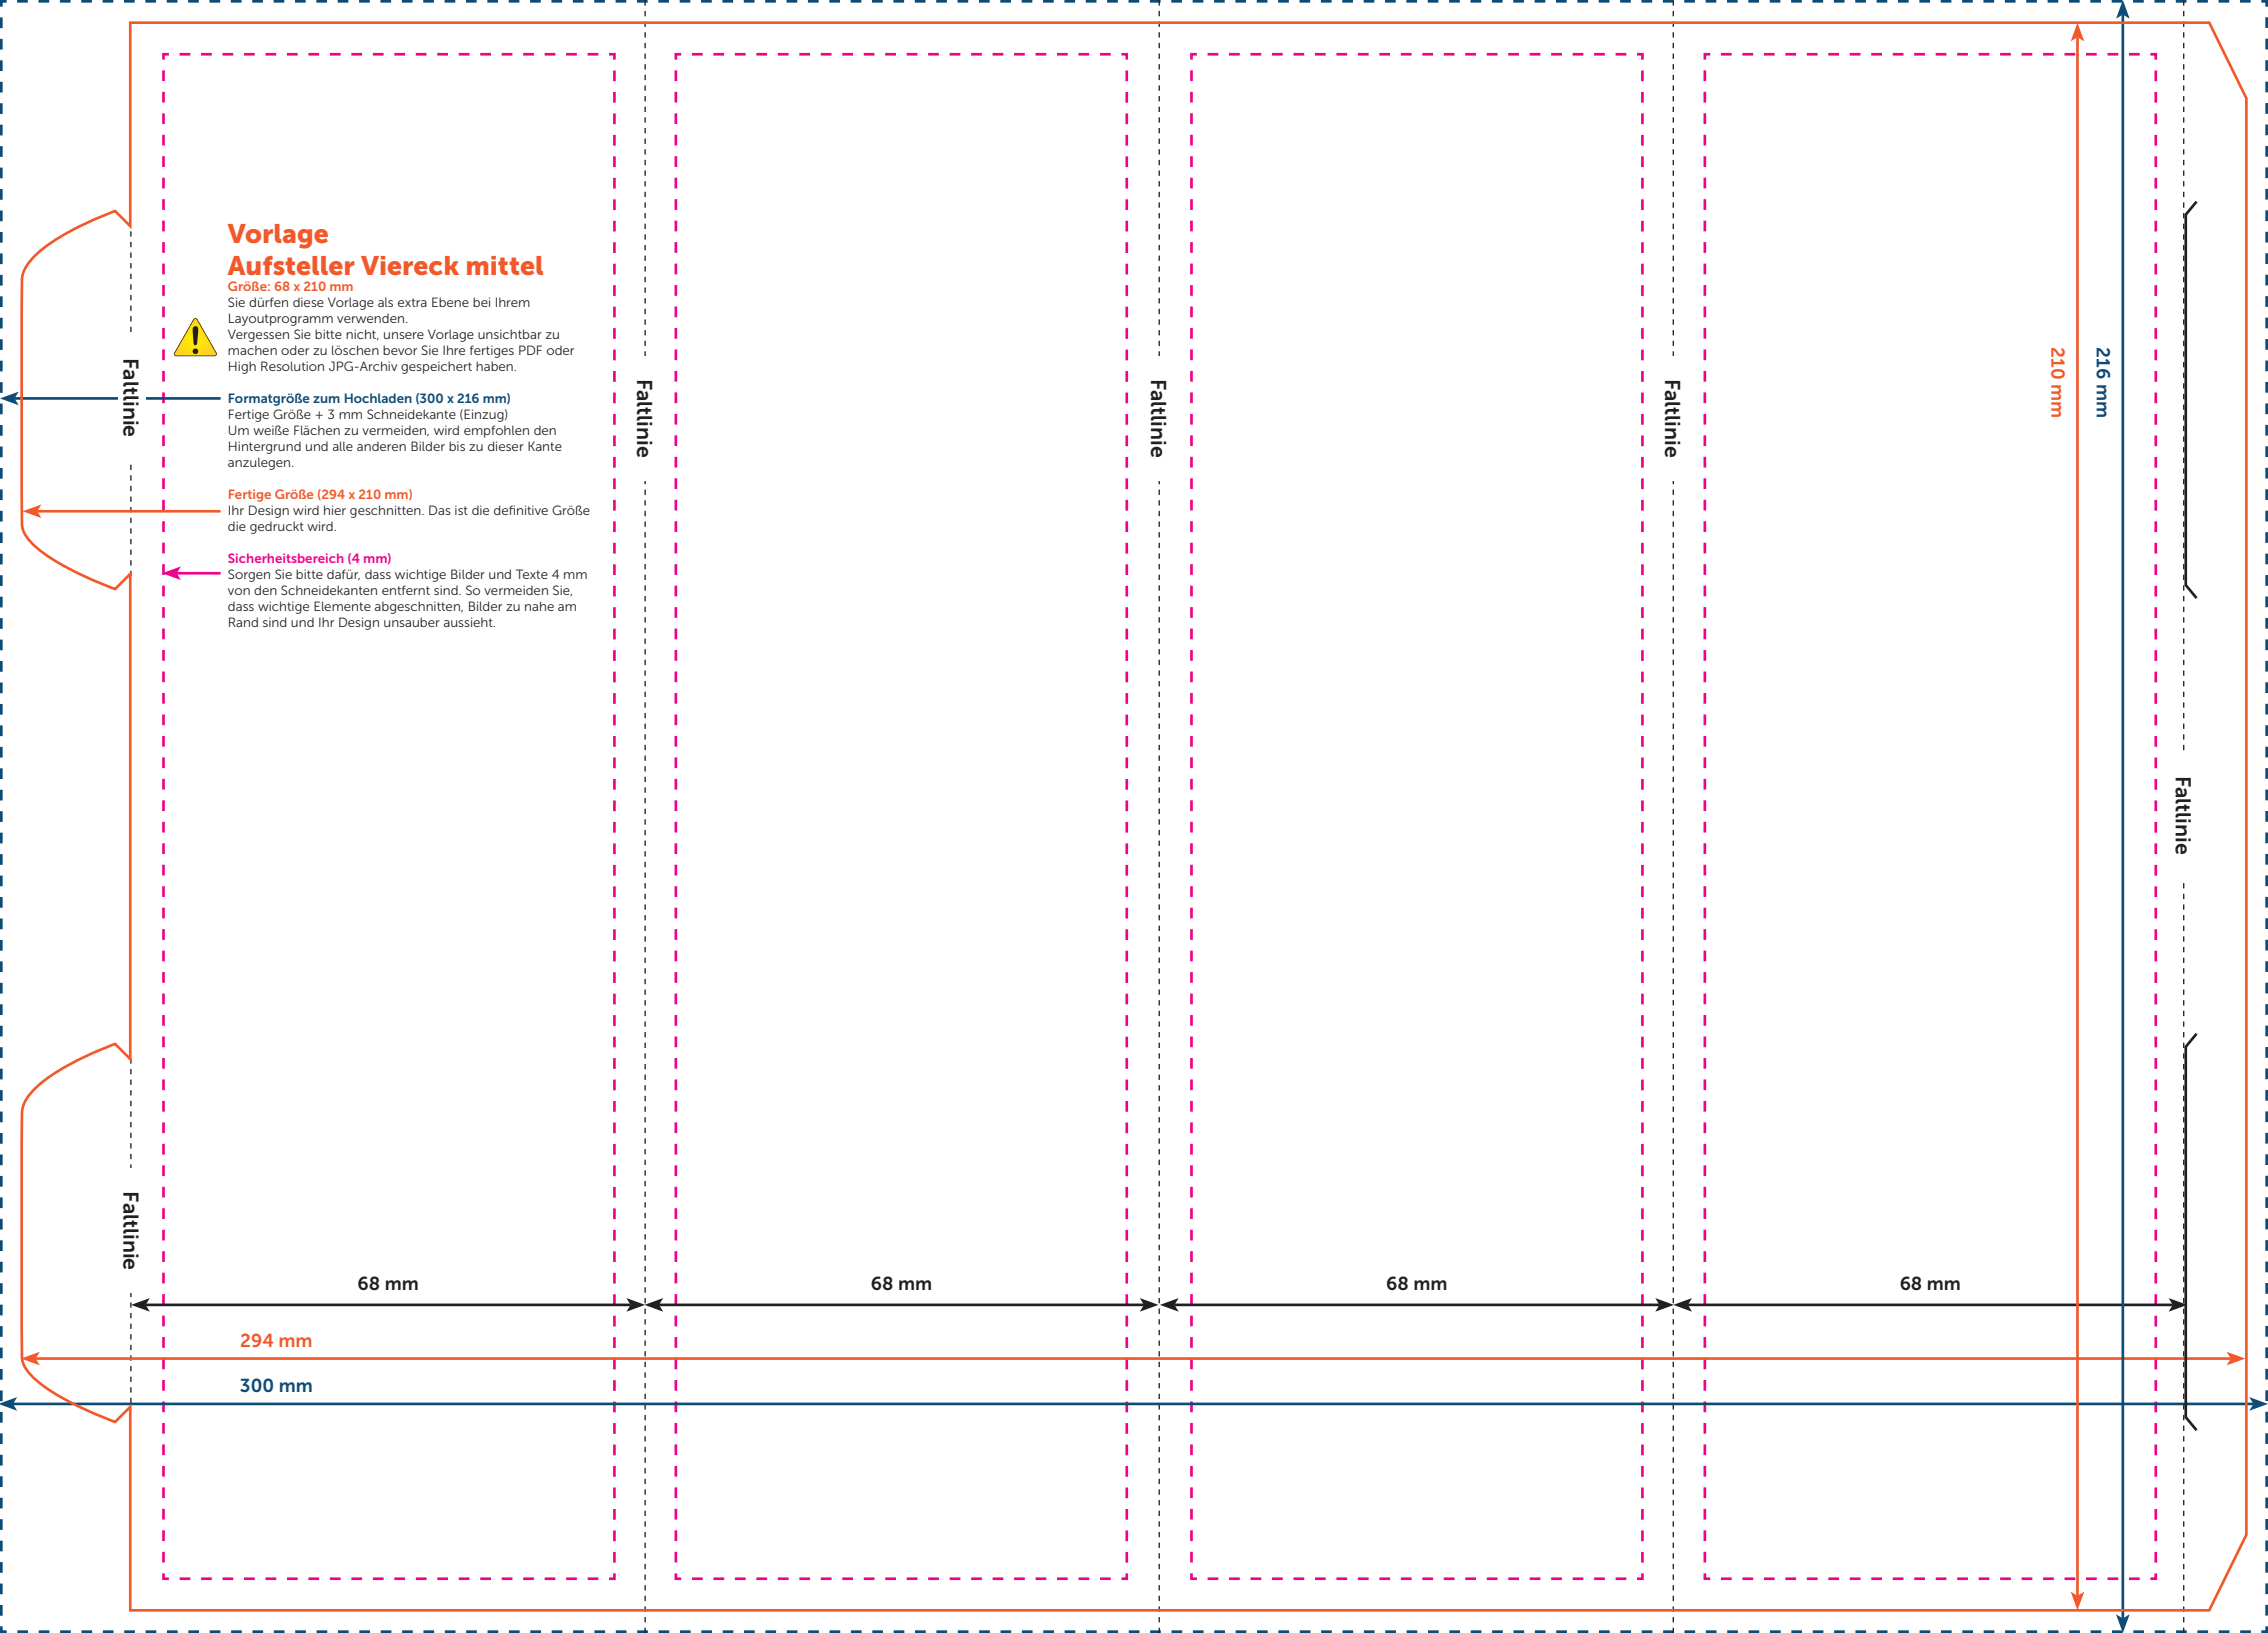 Vorlage
Aufsteller Viereck mittel
Größe: 68 x 210 mm
Sie dürfen diese Vorlage als extra Ebene bei Ihrem
Layoutprogramm verwenden.
Vergessen Sie bitte nicht, unsere Vorlage unsichtbar zu
machen oder zu löschen bevor Sie Ihre fertiges PDF oder
High Resolution JPG-Archiv gespeichert haben.
Formatgröße zum Hochladen (300 x 216 mm)
Fertige Größe + 3 mm Schneidekante (Einzug)
Um weiße Flächen zu vermeiden, wird empfohlen den
Hintergrund und alle anderen Bilder bis zu dieser Kante
anzulegen.
Fertige Größe (294 x 210 mm)
Ihr Design wird hier geschnitten. Das ist die definitive Größe
die gedruckt wird.
Sicherheitsbereich (4 mm)
Sorgen Sie bitte dafür, dass wichtige Bilder und Texte 4 mm
von den Schneidekanten entfernt sind. So vermeiden Sie,
dass wichtige Elemente abgeschnitten, Bilder zu nahe am
Rand sind und Ihr Design unsauber aussieht.
Faltlinie
Faltlinie
Faltlinie
Faltlinie
210 mm
216 mm
Faltlinie
Faltlinie
68 mm
68 mm
68 mm
68 mm
294 mm
300 mm